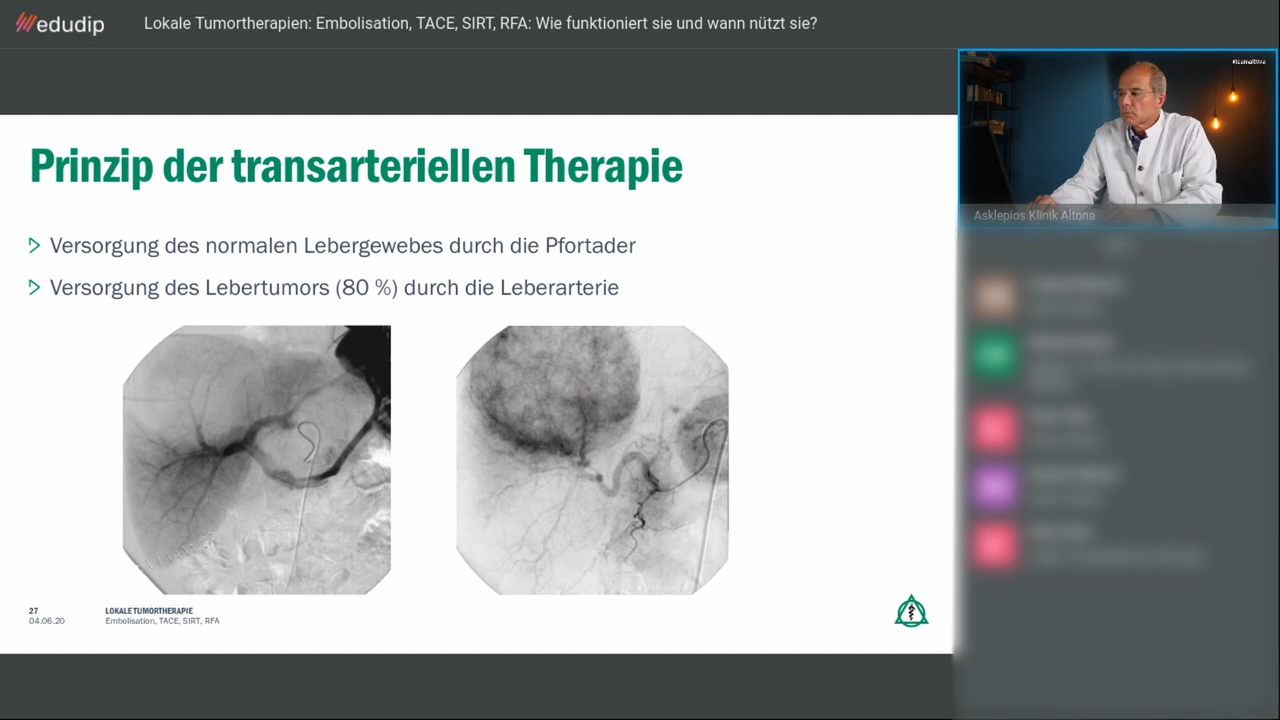 edudip
Lokale Tumortherapien: Embolisation, TACE, SIRT, RFA: Wie funktioniert sie und wann nützt sie?
Asklepios Klinik Altona
Prinzip der transarteriellen Therapie
Versorgung des normalen Lebergewebes durch die Pfortader
Versorgung des Lebertumors (80 %) durch die Leberarterie
27
04.06.20
LOKALE TUMORTHERAPIE
Embolisation, TACE, SIRT, RFA